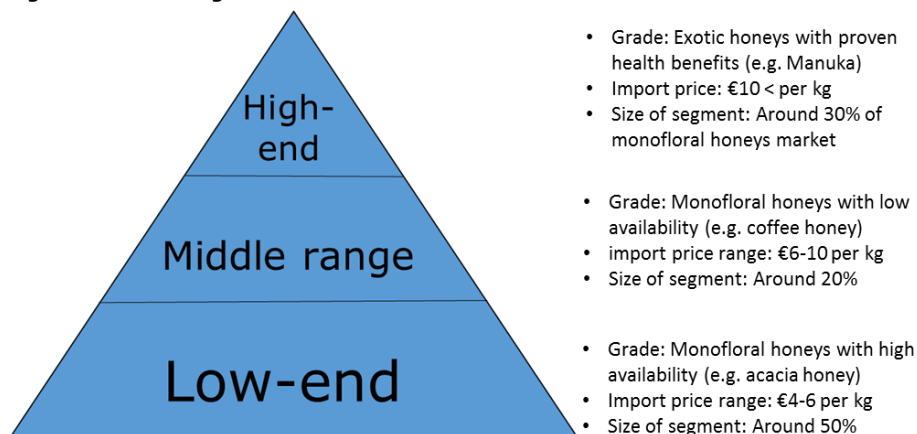 High-
end
• Grade: Exotic honeys with proven
health benefits (e.g. Manuka)
• Import price: €10 < per kg
• Size of segment: Around 30% of
monofloral honeys market
Middle range
• Grade: Monofloral honeys with low
availability (e.g. coffee honey)
• import price range: €6-10 per kg
• Size of segment: Around 20%
Low-end
• Grade: Monofloral honeys with high
availability (e.g. acacia honey)
• Import price range: €4-6 per kg
• Size of segment: Around 50%